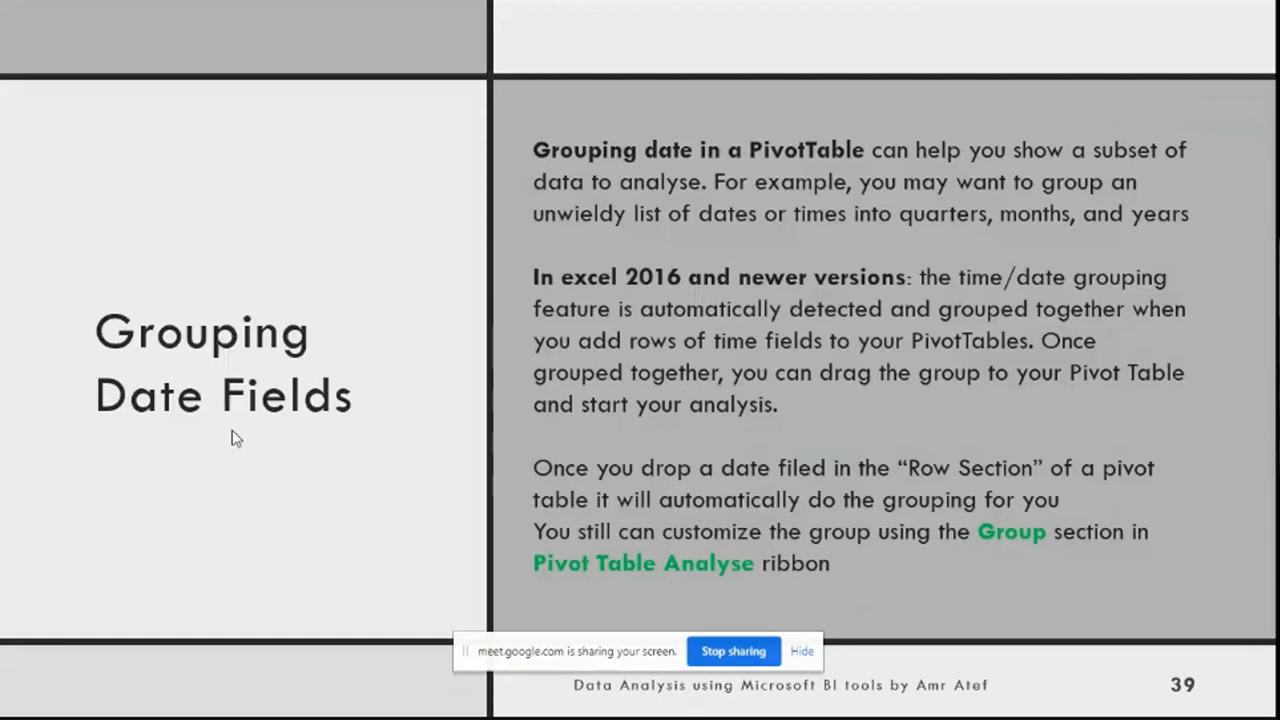 Grouping
Date Fields
Grouping date in a PivotTable can help you show a subset of
data to analyse. For example, you may want to group an
unwieldy list of dates or times into quarters, months, and years
In excel 2016 and newer versions: the time/date grouping
feature is automatically detected and grouped together when
you add rows of time fields to your PivotTables. Once
grouped together, you can drag the group to your Pivot Table
and start your analysis.
Once you drop a date filed in the “Row Section” of a pivot
table it will automatically do the grouping for you
You still can customize the group using the Group section in
Pivot Table Analyse ribbon
meet.google.com is sharing your screen. Stop sharing Hide
Data Analysis using Microsoft BI tools by Amr Atef 39